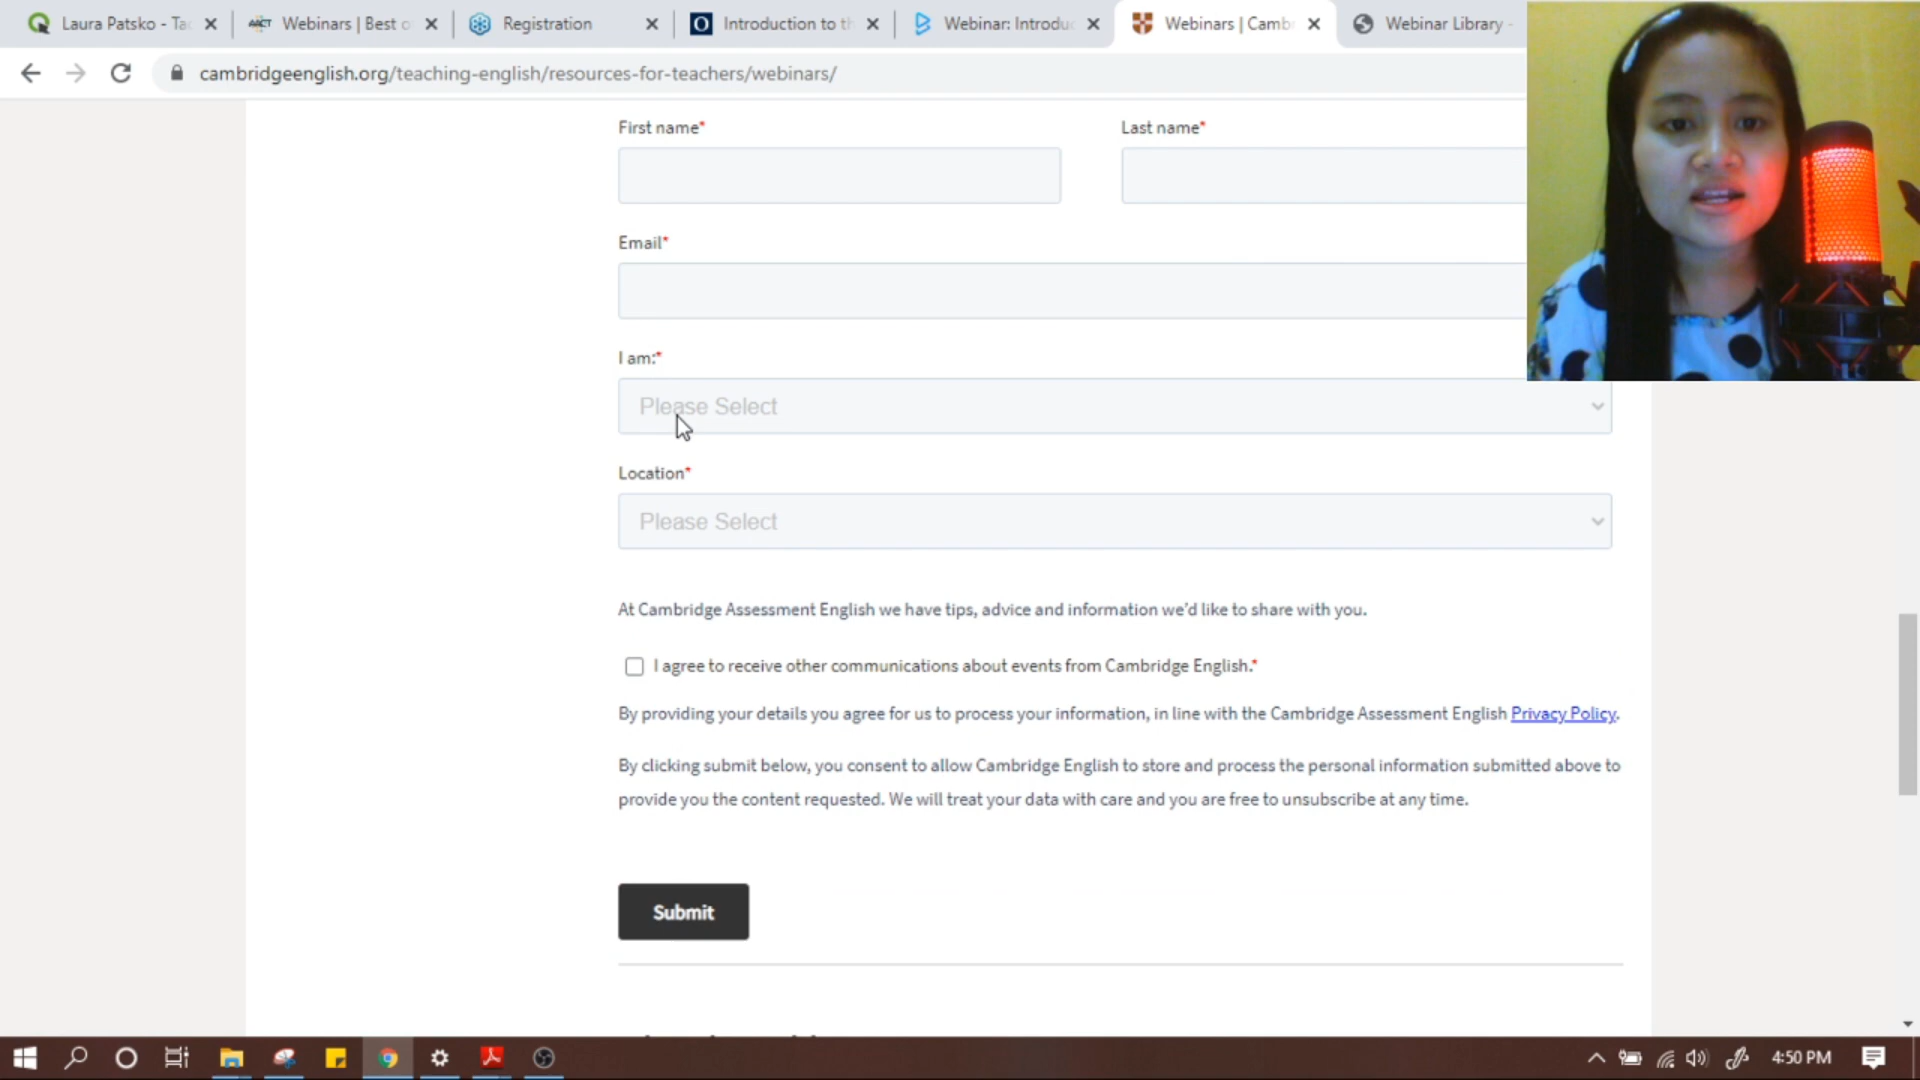 Laura Patsko - Ta
AACT Webinars | Best o
Registration
Introduction to th
Webinar: Introdu
Webinars | Camb
Webinar Library -
cambridgeenglish.org/teaching-english/resources-for-teachers/webinars/
First name*
Last name*
Email*
I am:*
Please Select
Location*
Please Select
At Cambridge Assessment English we have tips, advice and information we'd like to share with you.
I agree to receive other communications about events from Cambridge English.*
By providing your details you agree for us to process your information, in line with the Cambridge Assessment English Privacy Policy.
By clicking submit below, you consent to allow Cambridge English to store and process the personal information submitted above to
provide you the content requested. We will treat your data with care and you are free to unsubscribe at any time.
Submit
4:50 PM